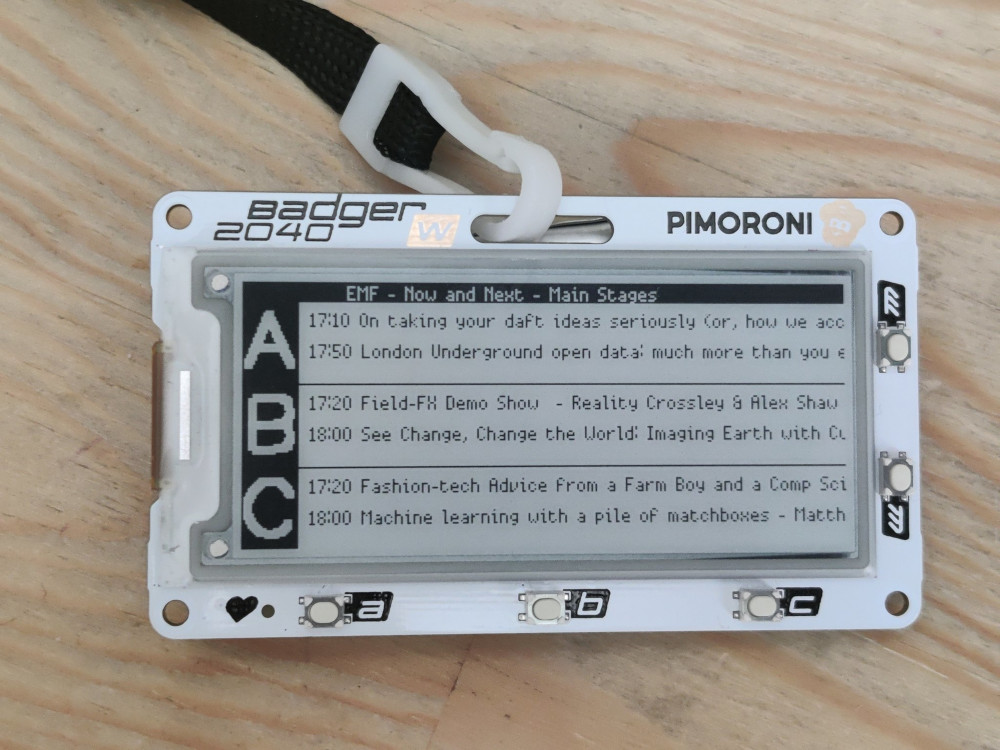 Badger
2040 W
PIMORONI
EMF - Now and Next - Main Stages
A
17:10 On taking your daft ideas seriously (or, how we acc
17:50 London Underground open data: much more than you e
B
17:20 Field-FX Demo Show - Reality Crossley & Alex Shaw
18:00 See Change, Change the World: Imaging Earth with Cu
C
17:20 Fashion-tech Advice from a Farm Boy and a Comp Sci
18:00 Machine learning with a pile of matchboxes - Matth
a
b
c